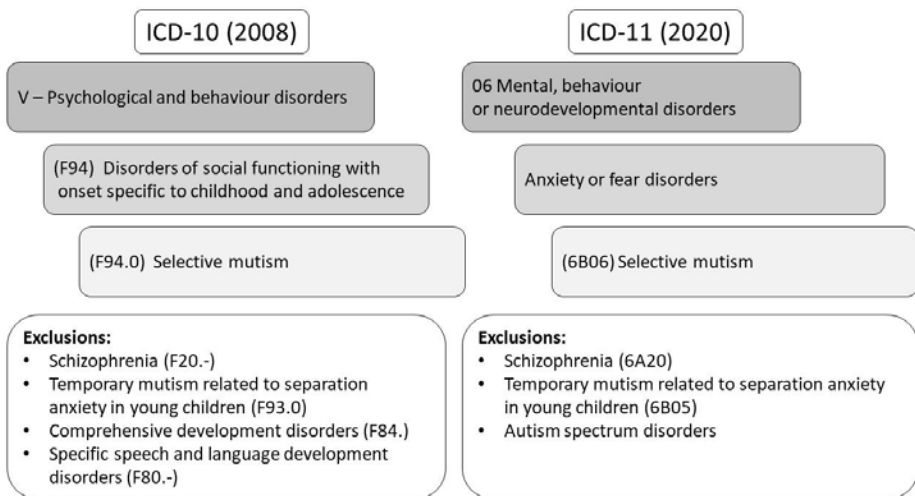 ICD-10 (2008)
V – Psychological and behaviour disorders
(F94) Disorders of social functioning with
onset specific to childhood and adolescence
(F94.0) Selective mutism
Exclusions:
• Schizophrenia (F20.-)
• Temporary mutism related to separation
anxiety in young children (F93.0)
• Comprehensive development disorders (F84.)
• Specific speech and language development
disorders (F80.-)
ICD-11 (2020)
06 Mental, behaviour
or neurodevelopmental disorders
Anxiety or fear disorders
(6B06) Selective mutism
Exclusions:
• Schizophrenia (6A20)
• Temporary mutism related to separation anxiety
in young children (6B05)
• Autism spectrum disorders